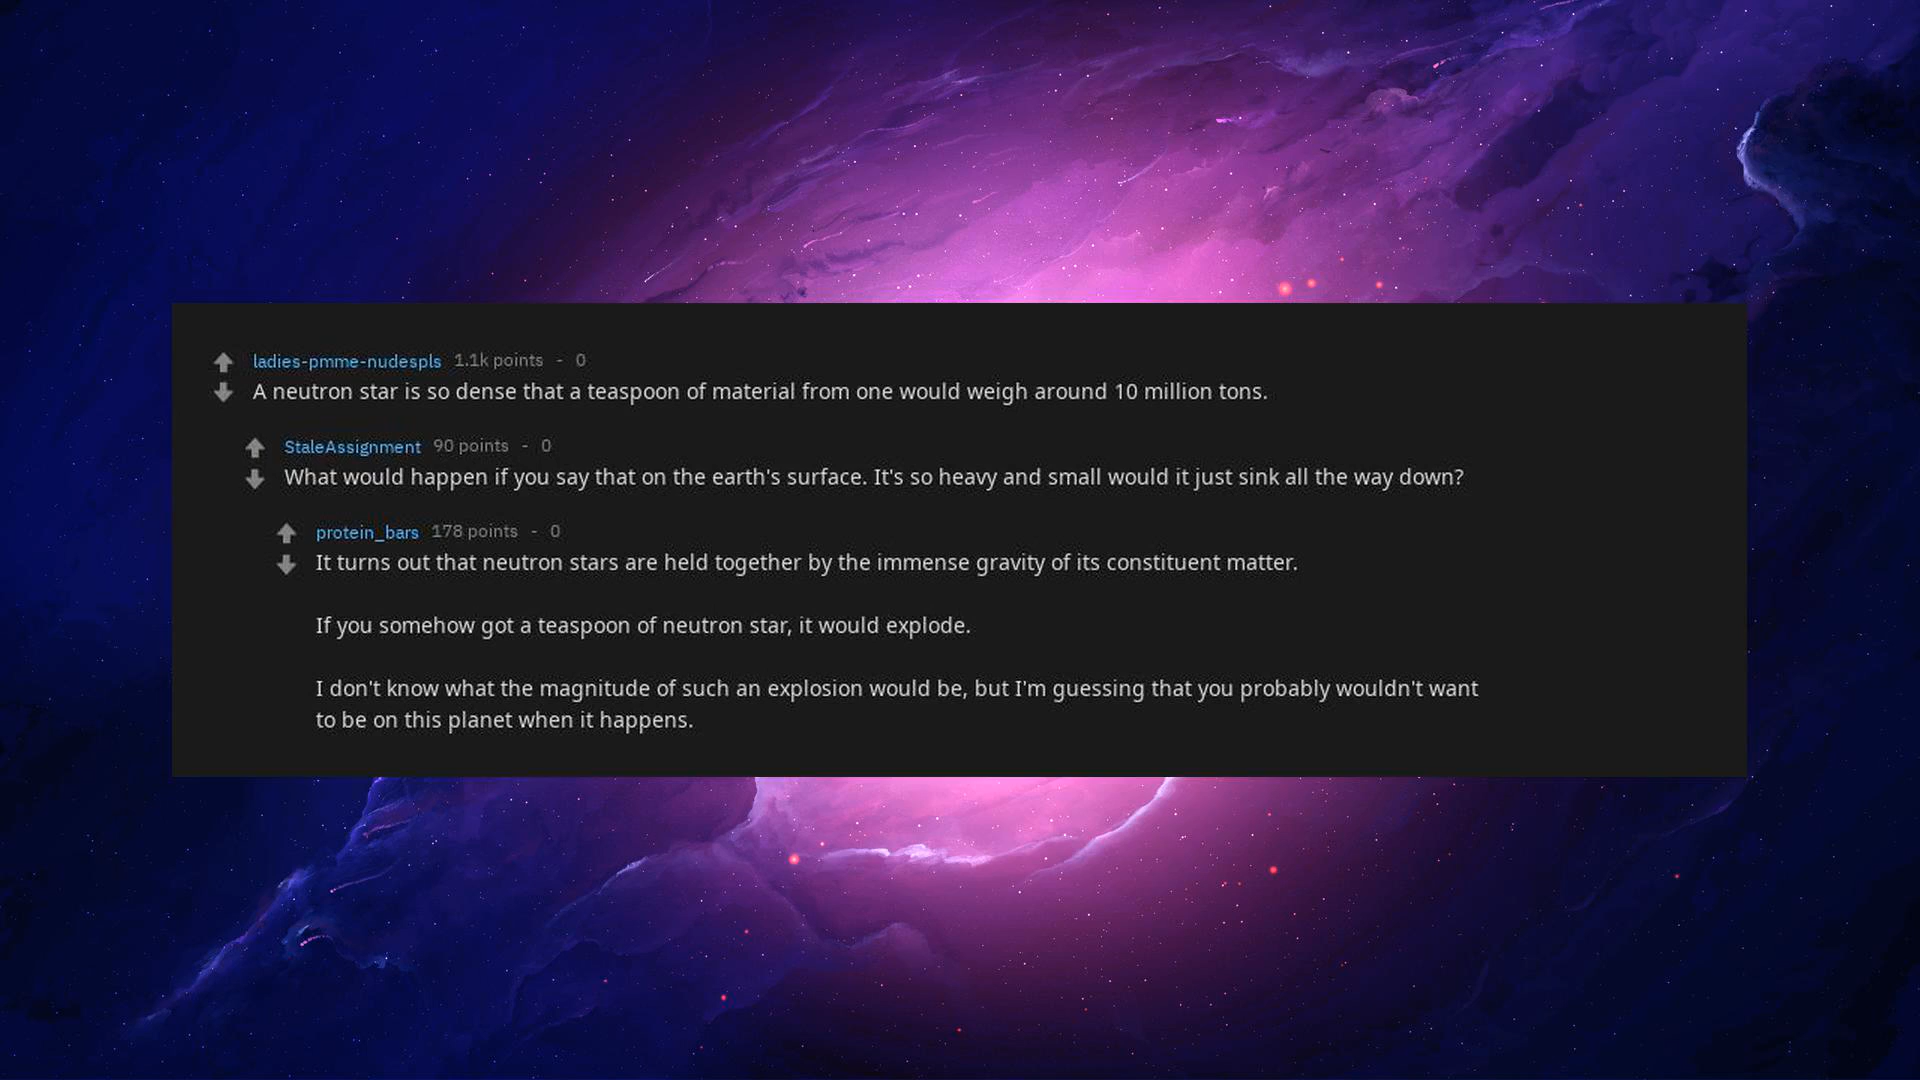 ladies-pmme-nudespls 1.1k points - 0
A neutron star is so dense that a teaspoon of material from one would weigh around 10 million tons.
StaleAssignment 90 points - 0
What would happen if you say that on the earth's surface. It's so heavy and small would it just sink all the way down?
protein_bars 178 points - 0
It turns out that neutron stars are held together by the immense gravity of its constituent matter.
If you somehow got a teaspoon of neutron star, it would explode.
I don't know what the magnitude of such an explosion would be, but I'm guessing that you probably wouldn't want
to be on this planet when it happens.